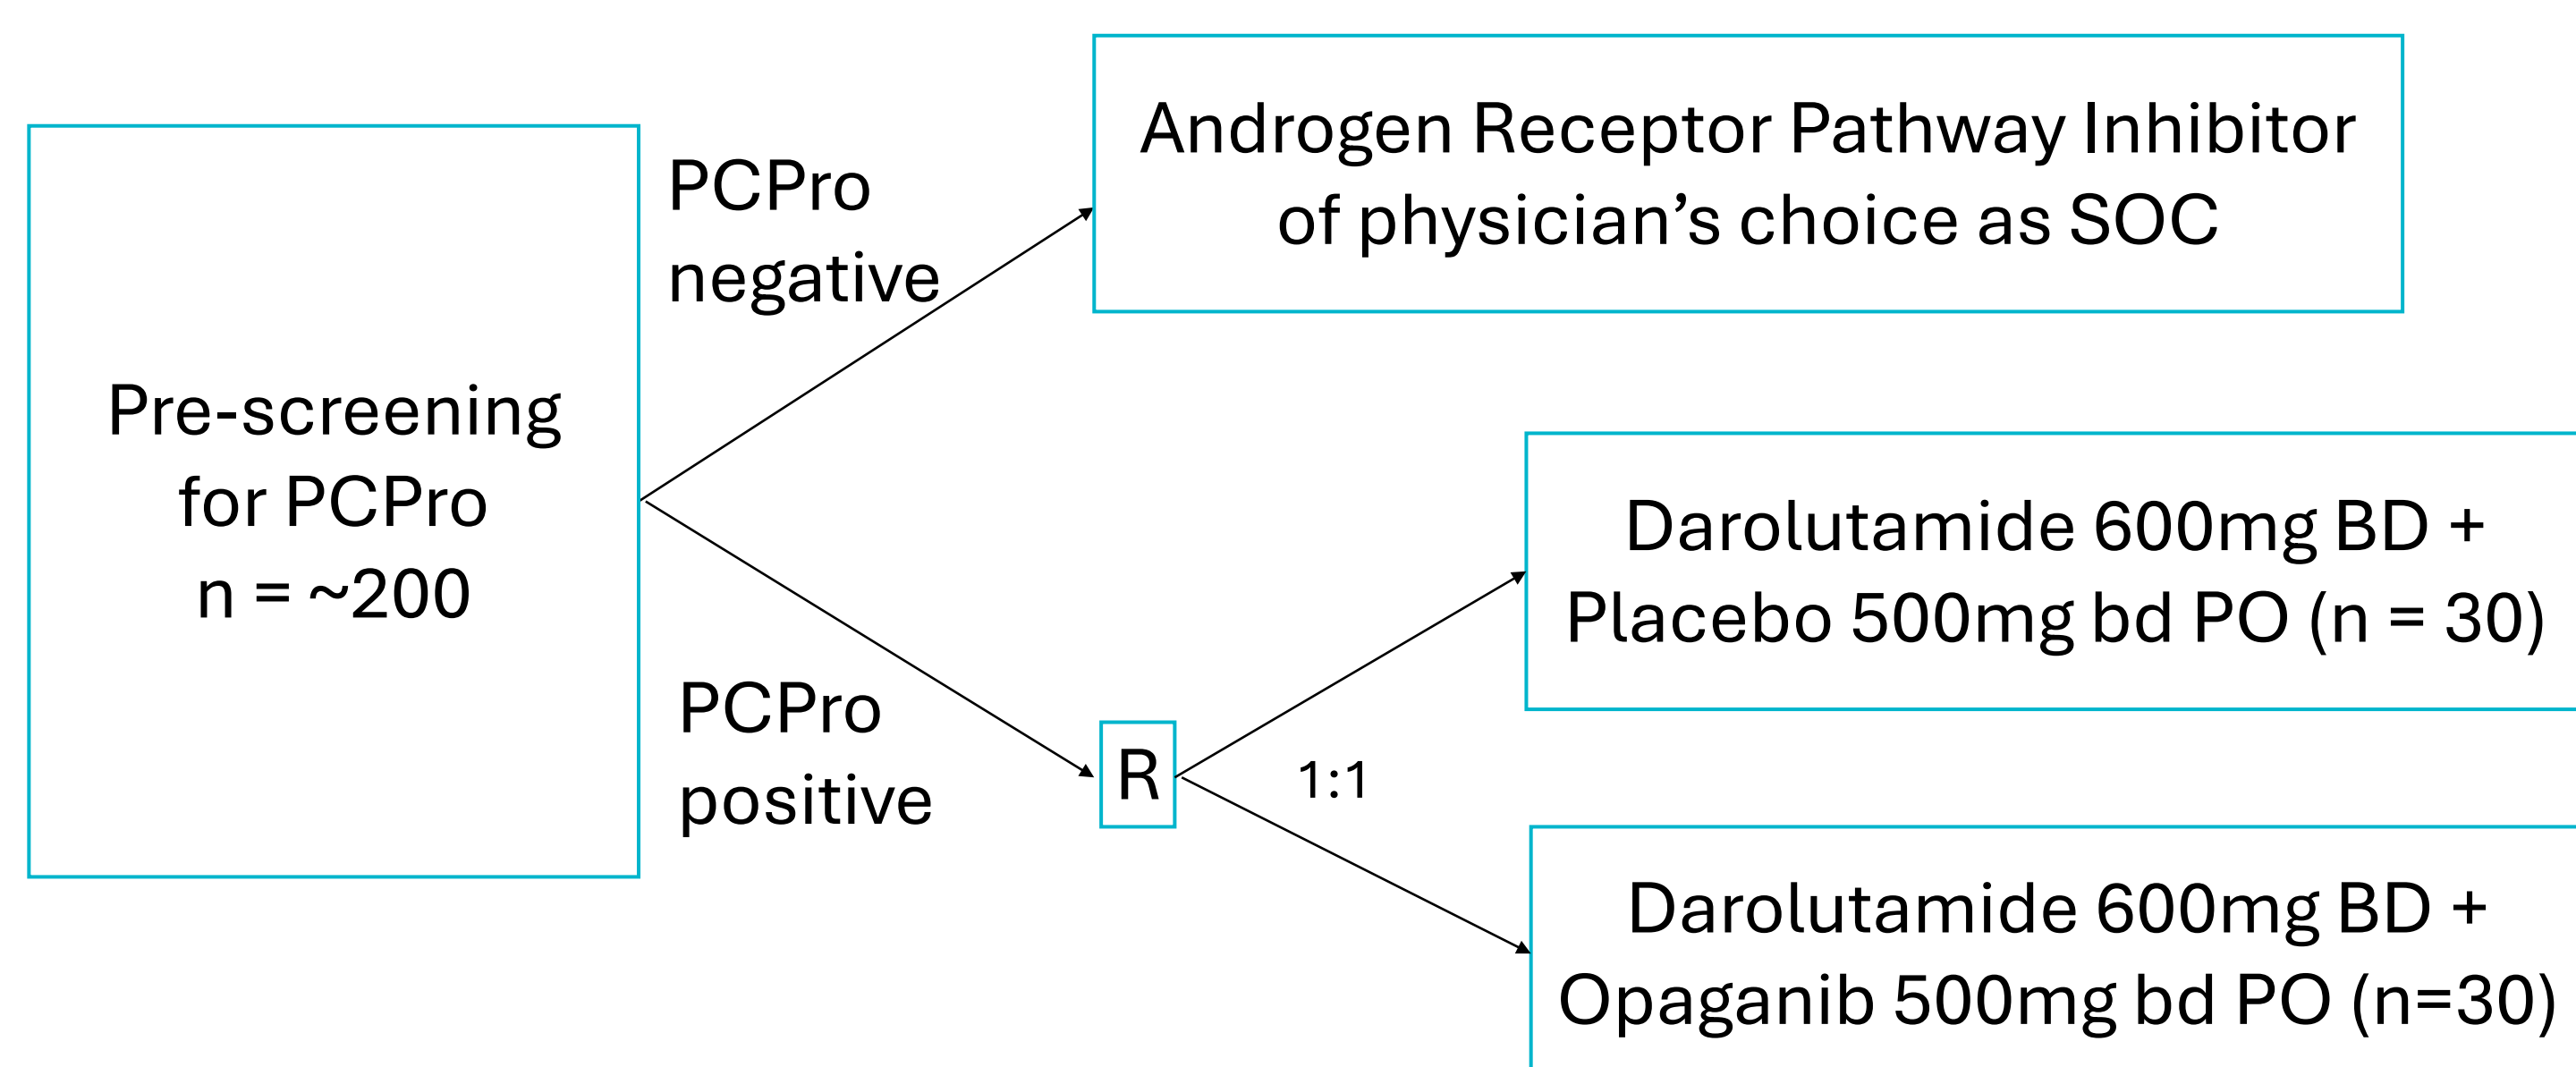 Pre-screening
for PCPro
n = ~200
PCPro
negative
Androgen Receptor Pathway Inhibitor
of physician’s choice as SOC
PCPro
positive
R
1:1
Darolutamide 600mg BD +
Placebo 500mg bd PO (n = 30)
Darolutamide 600mg BD +
Opaganib 500mg bd PO (n=30)